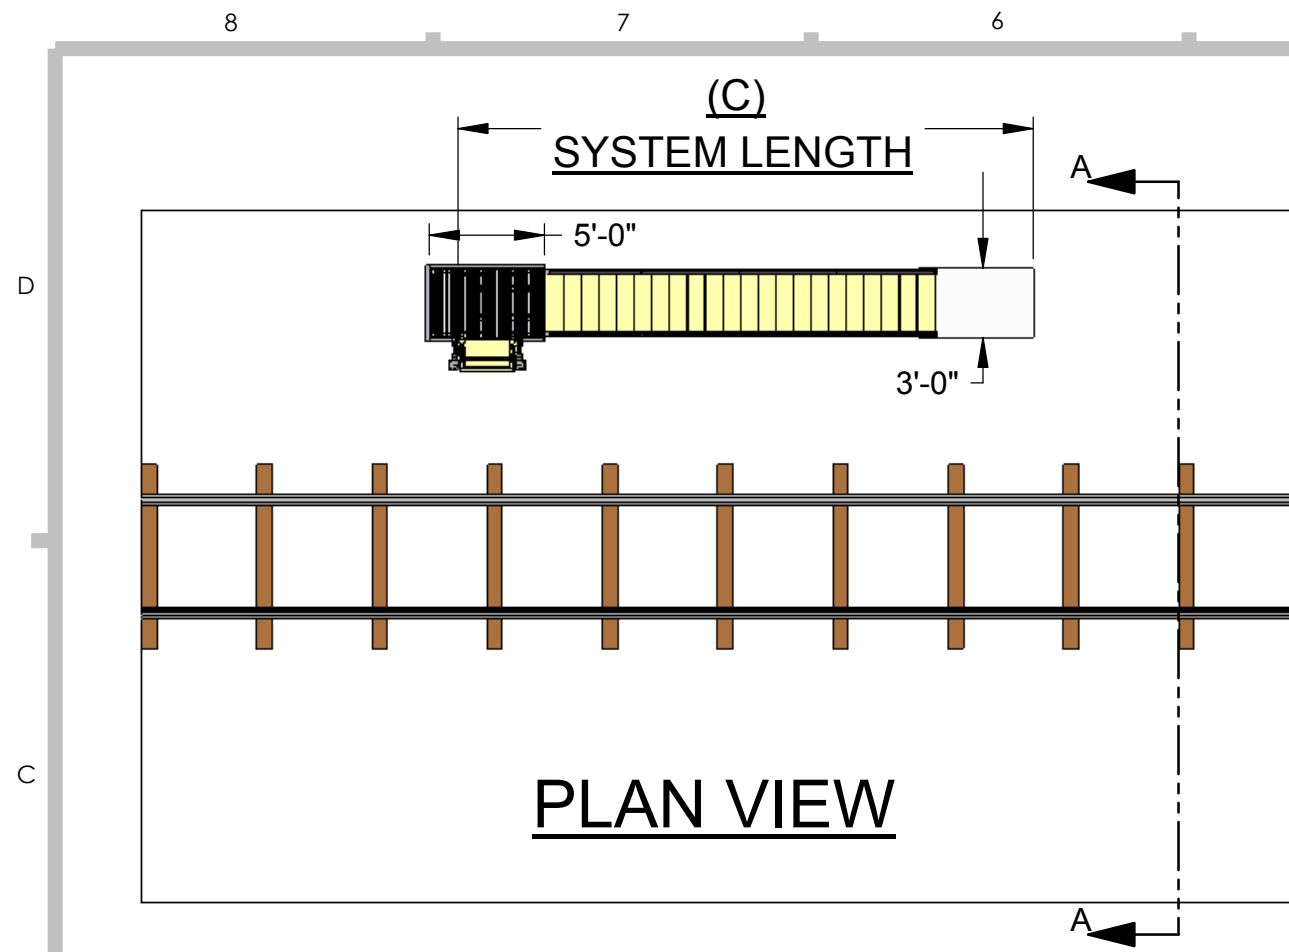 8 7 6
(C)
SYSTEM LENGTH
A
5'-0"
D
3'-0"
C
PLAN VIEW
A